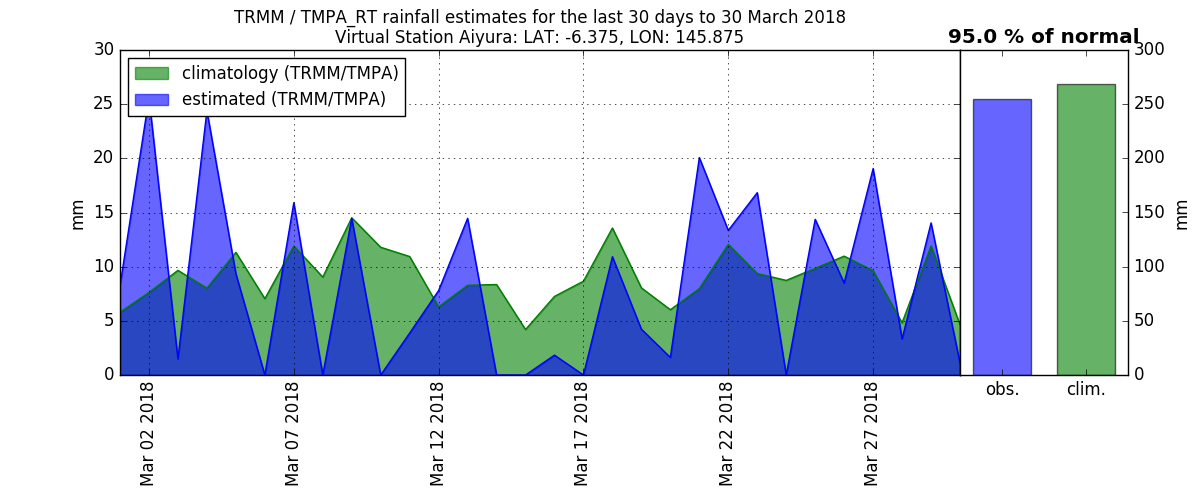 TRMM / TMPA_RT rainfall estimates for the last 30 days to 30 March 2018
Virtual Station Aiyura: LAT: -6.375, LON: 145.875
95.0 % of normal
climatology (TRMM/TMPA)
estimated (TRMM/TMPA)
30
25
20
15
10
5
0
mm
300
250
200
150
100
50
0
mm
Mar 02 2018
Mar 07 2018
Mar 12 2018
Mar 17 2018
Mar 22 2018
Mar 27 2018
obs.
clim.